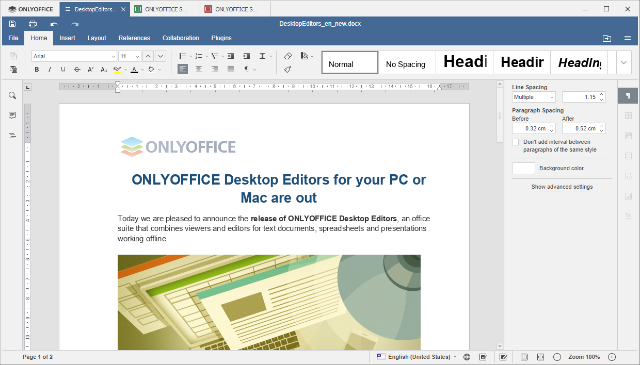 ONLYOFFICE
DesktopEditors...
ONLYOFFICE S...
ONLYOFFICE S...
DesktopEditors_en_new.docx
File Home Insert Layout References Collaboration Plugins
Arial 11
Normal
No Spacing
Headi
Headir
Heading
Line Spacing
Multiple 1.15
Paragraph Spacing
Before After
0.32 cm 0.52 cm
Don't add interval between
paragraphs of the same style
Background color
Show advanced settings
ONLYOFFICE
ONLYOFFICE Desktop Editors for your PC or
Mac are out
Today we are pleased to announce the release of ONLYOFFICE Desktop Editors, an office
suite that combines viewers and editors for text documents, spreadsheets and presentations
working offline
Page 1 of 2
English (United States)
Zoom 100%